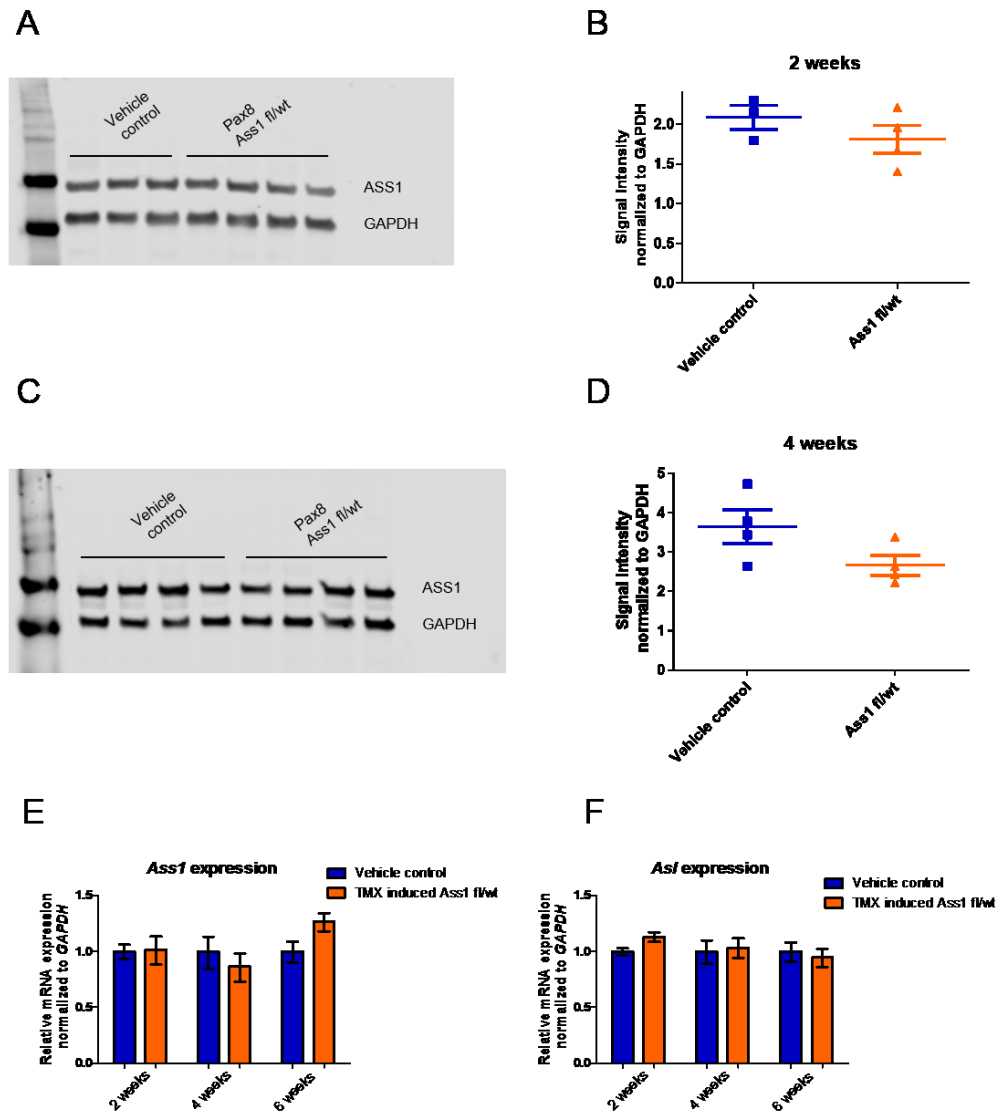 A
Vehicle
control
Pax8
Ass1 fl/wt
ASS1
GAPDH
B
2 weeks
Signal Intensity
normalized to GAPDH
2.0
1.5
1.0
0.5
0.0
Vehicle control
Ass1 fl/wt
C
Vehicle
control
Pax8
Ass1 fl/wt
ASS1
GAPDH
D
4 weeks
Signal Intensity
normalized to GAPDH
5
4
3
2
1
0
Vehicle control
Ass1 fl/wt
E
Ass1 expression
Vehicle control
TMX induced Ass1 fl/wt
Relative mRNA expression
normalized to GAPDH
1.5
1.0
0.5
0.0
2 weeks
4 weeks
6 weeks
F
Asl expression
Vehicle control
TMX induced Ass1 fl/wt
Relative mRNA expression
normalized to GAPDH
1.5
1.0
0.5
0.0
2 weeks
4 weeks
6 weeks